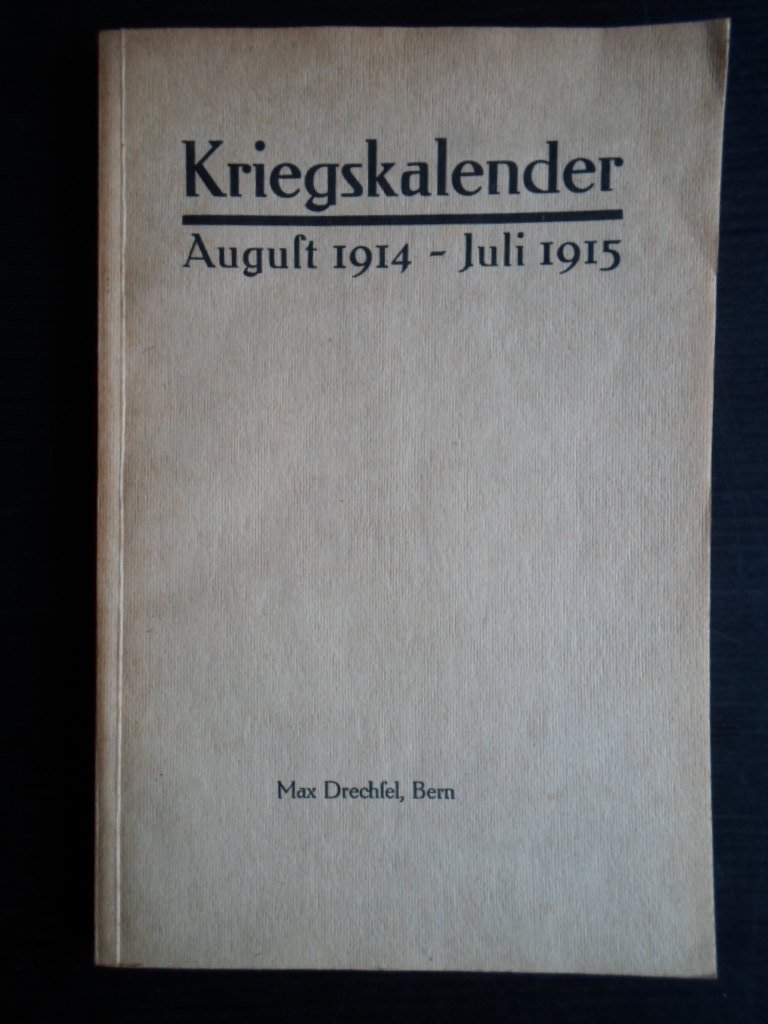 Kriegskalender
Auguſt 1914 - Juli 1915
Max Drechſel, Bern